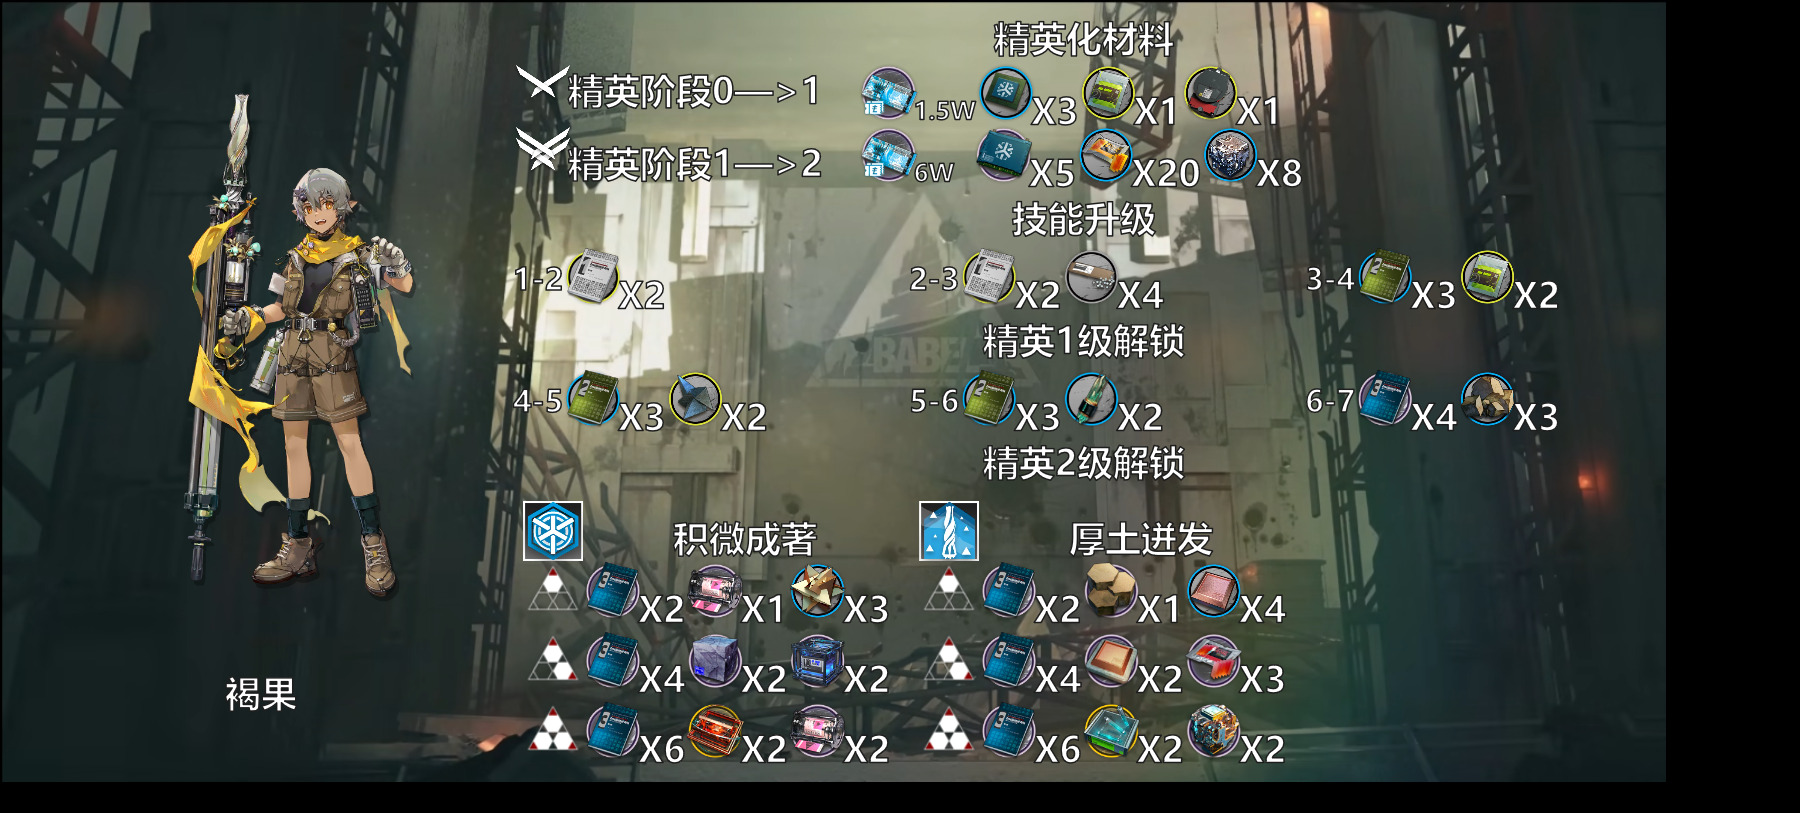 精英化材料
精英阶段0—>1 1.5W X3 X1 X1
精英阶段1—>2 6W X5 X20 X8
技能升级
1-2 X2 2-3 X2 X4 3-4 X3 X2
精英1级解锁
4-5 X3 X2 5-6 X3 X2 6-7 X4 X3
精英2级解锁
积微成著 厚土迸发
X2 X1 X3 X2 X1 X4
X4 X2 X2 X4 X2 X3
X6 X2 X2 X6 X2 X2
褐果
BABEL